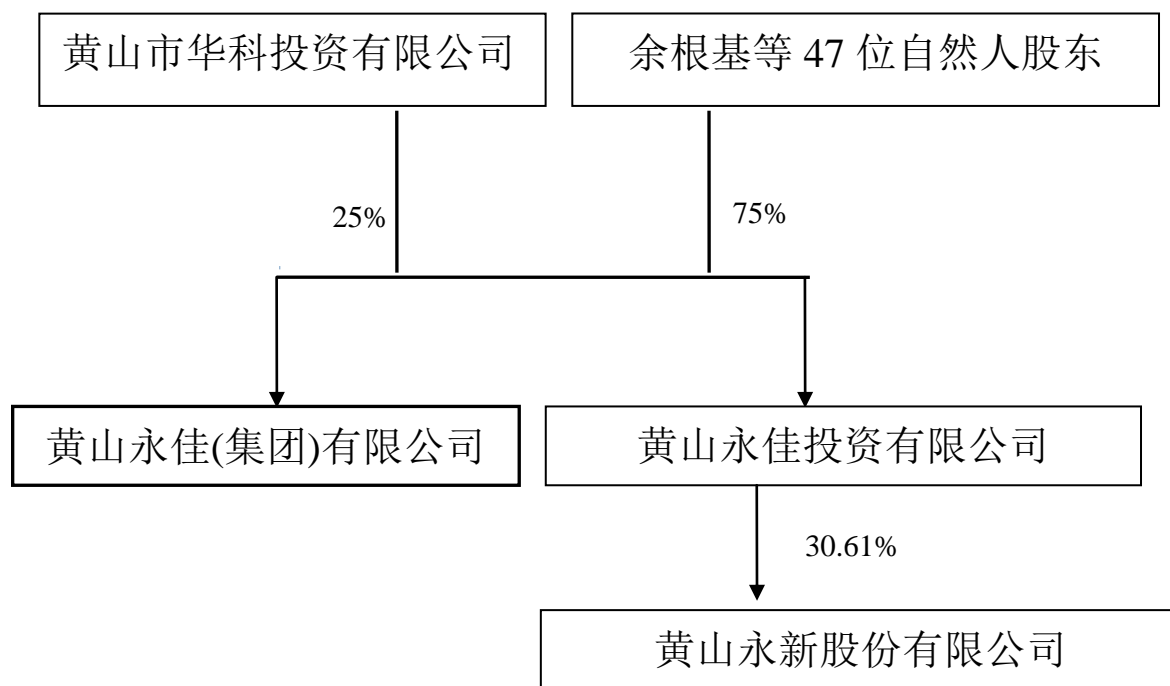 黄山市华科投资有限公司
余根基等 47 位自然人股东
25%
75%
黄山永佳(集团)有限公司
黄山永佳投资有限公司
30.61%
黄山永新股份有限公司